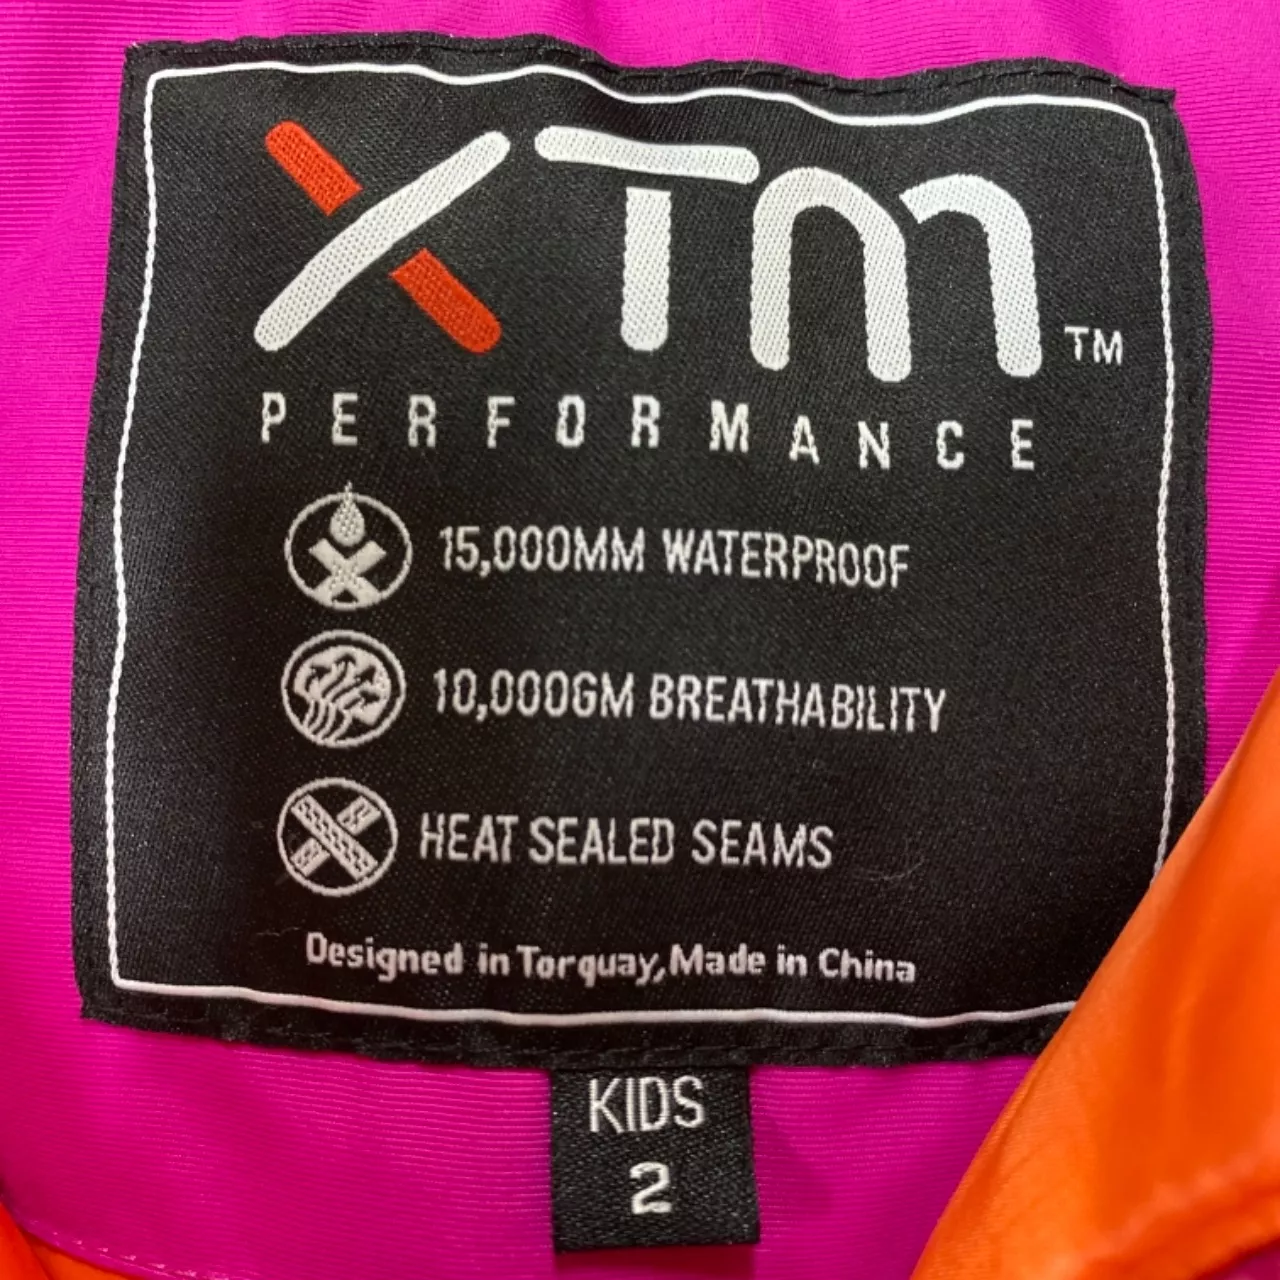 XTM™
PERFORMANCE
15,000MM WATERPROOF
10,000GM BREATHABILITY
HEAT SEALED SEAMS
Designed in Torquay, Made in China
KIDS
2